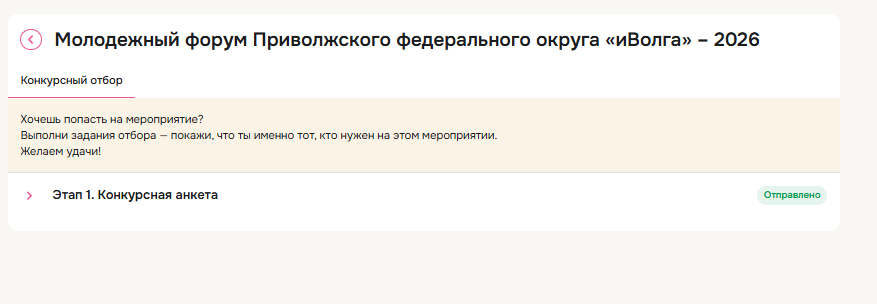 Молодежный форум Приволжского федерального округа «иВолга» – 2026
Конкурсный отбор
Хочешь попасть на мероприятие?
Выполни задания отбора — покажи, что ты именно тот, кто нужен на этом мероприятии.
Желаем удачи!
Этап 1. Конкурсная анкета
Отправлено